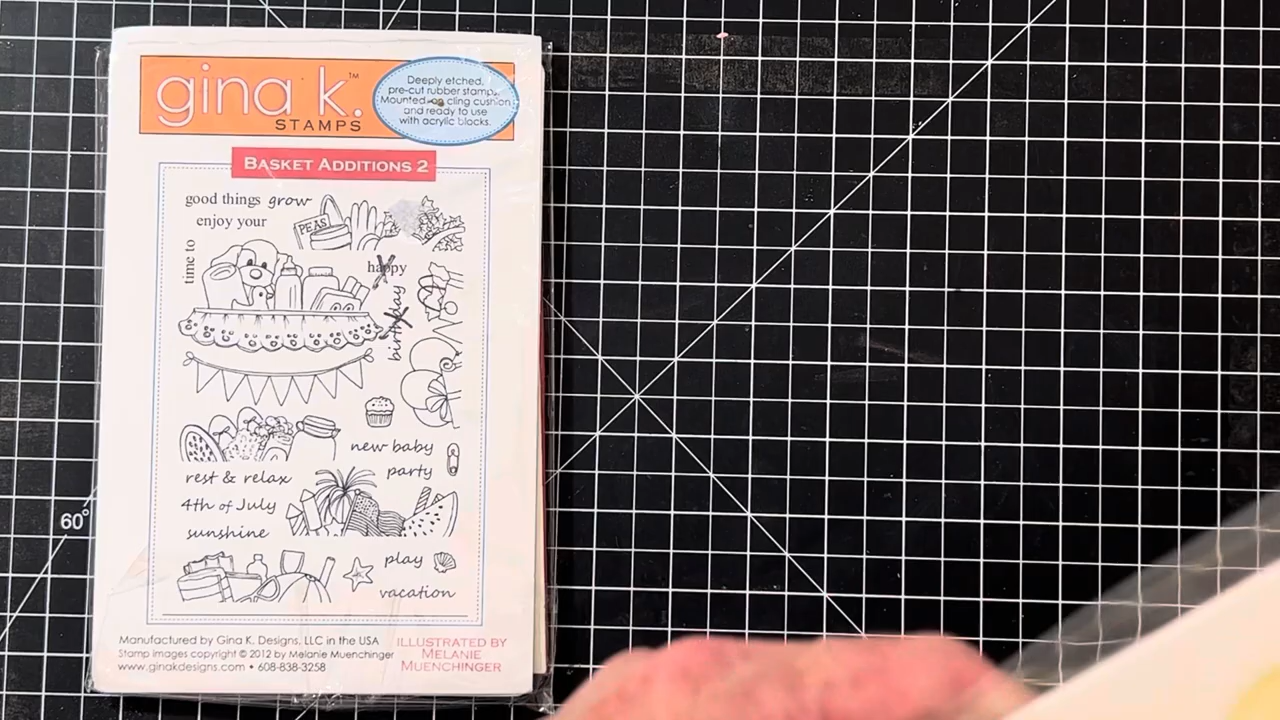 gina k.™
STAMPS
Deeply etched,
pre-cut rubber stamps.
Mounted on cling cushion
and ready to use
with acrylic blocks.
BASKET ADDITIONS 2
good things grow
enjoy your
PEAS
time to
happy
birthday
new baby
party
rest & relax
4th of July
sunshine
play
vacation
Manufactured by Gina K. Designs, LLC in the USA
Stamp images copyright © 2012 by Melanie Muenchinger
www.ginakdesigns.com • 608-838-3258
ILLUSTRATED BY
MELANIE
MUENCHINGER
60°